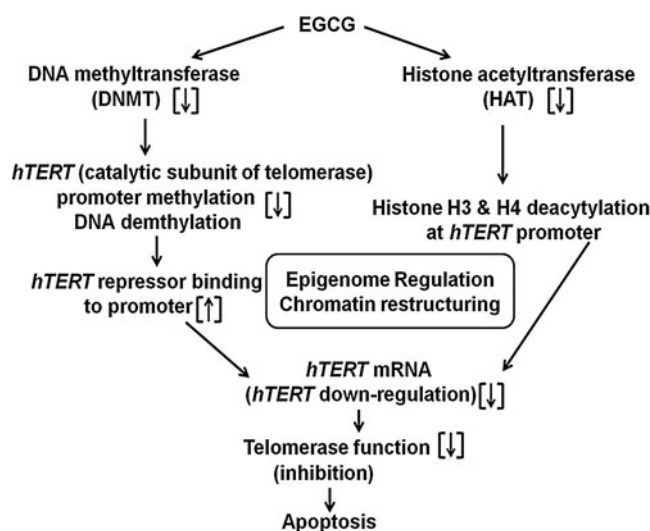 EGCG
DNA methyltransferase
(DNMT) [↓]
Histone acetyltransferase
(HAT) [↓]
hTERT (catalytic subunit of telomerase)
promoter methylation [↓]
DNA demthylation
Histone H3 & H4 deacytylation
at hTERT promoter
hTERT repressor binding
to promoter [↑]
Epigenome Regulation
Chromatin restructuring
hTERT mRNA
(hTERT down-regulation) [↓]
Telomerase function [↓]
(inhibition)
Apoptosis